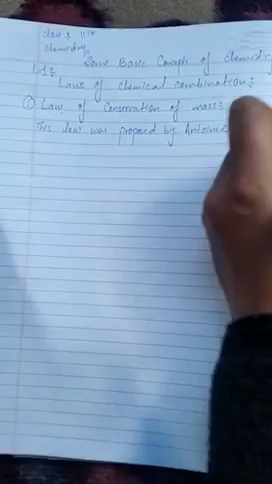 Class: 11th
Chemistry
Some Basic Concepts of chemistry
Laws of chemical combination:
① Law of Conservation of mass:
This law was proposed by Antoine